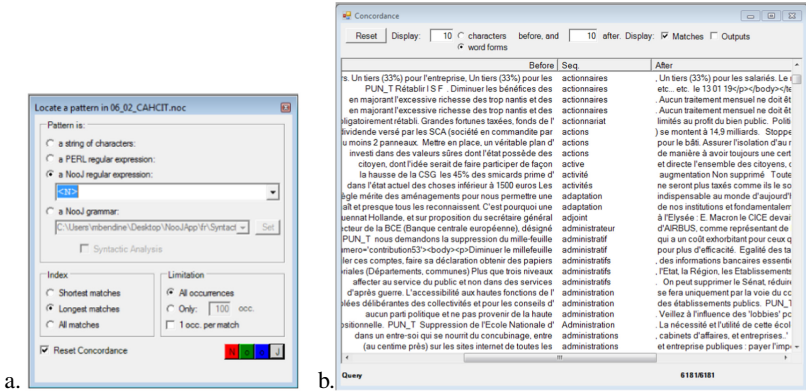 Locate a pattern in 06_02_CAHCIT.noc
Pattern is:
a string of characters:
a PERL regular expression:
a NooJ regular expression:
<N>
a NooJ grammar:
C:\Users\mbendine\Desktop\NooJApp\fr\Syntact
Set
Syntactic Analysis
Index
Shortest matches
Longest matches
All matches
Limitation
All occurrences
Only: 100 occ.
1 occ. per match
Reset Concordance
N
J
a.
Concordance
Reset Display: 10 characters before, and 10 after. Display: Matches Outputs
word forms
Before Seq. After
rs. Un tiers (33%) pour l'entreprise, Un tiers (33%) pour les actionnaires , Un tiers (33%) pour les salariés. Le
PUN_T Rétablir I S F . Diminuer les bénéfices des actionnaires etc... etc. le 13 01 19</p></body></te
en majorant l'excessive richesse des trop nantis et des actionnaires . Aucun traitement mensuel ne doit êt
en majorant l'excessive richesse des trop nantis et des actionnaires . Aucun traitement mensuel ne doit êt
bligatoirement rétabli. Grandes fortunes taxées, fonds de l' actionnariat limités au profit du bien public. Politi
dividende versé par les SCA (société en commandite par actions ) se montent à 14,9 milliards. Stoppe
u moins 2 panneaux. Mettre en place, un véritable plan d' actions pour le bâti. Assurer l'isolation d'au
investi dans des valeurs sûres dont l'état possède des actions de manière à avoir toujours une cert
citoyen, dont l'idée serait de faire participer de façon active et directe l'ensemble des citoyens,
la hausse de la CSG les 45% des smicards prime d' activité augmentation Non supprimé Tout
dans l'état actuel des choses inférieur à 1500 euros Les activités ne seront plus taxés comme ils le so
ègle mérite des aménagements pour nous permettre une adaptation indispensable au monde d'aujourd'h
aît et presque tous les reconnaissent. C'est pourquoi une adaptation de nos institutions et fondamentalem
uennat Hollande, et sur proposition du secrétaire général adjoint à l'Elysée : E. Macron le CICE devai
ecteur de la BCE (Banque centrale européenne), désigné administrateur d'AIRBUS, comme représentant de
PUN_T nous demandons la suppression du mille-feuille administratif qui a un coût exhorbitant pour ceux q
umero='contribution53'><body><p>Diminuer le millefeuille administratif pour plus d'efficacité. Egalité des ta
ller ces comptes, faire sa déclaration obtenir des papiers administratifs , des informations bancaires essentie
riales (Départements, communes) Plus que trois niveaux administratifs , l'Etat, la Région, les Etablissements
affecter au service du public et non dans des services administratifs . On peut supprimer le Sénat, réduire
d'après guerre. L'accessibilité aux hautes fonctions de l' administration se fera uniquement par la voie du co
lées délibérantes des collectivités et pour les conseils d' administration des établissements publics. PUN_T
aucun parti politique et ne pas provenir de la haute administration . Veillez à l'influence des 'lobbies' po
ositionnelle. PUN_T Suppression de l'Ecole Nationale d' Administration . La nécessité et l'utilité de cette écol
dans un entre-soi qui se nourrit du concubinage, entre administrations , cabinets d'affaires, et entreprises..'
(au centime près) sur les sites internet de toutes les administrations et entreprise publiques : payer l'impo
Query 6181/6181
b.